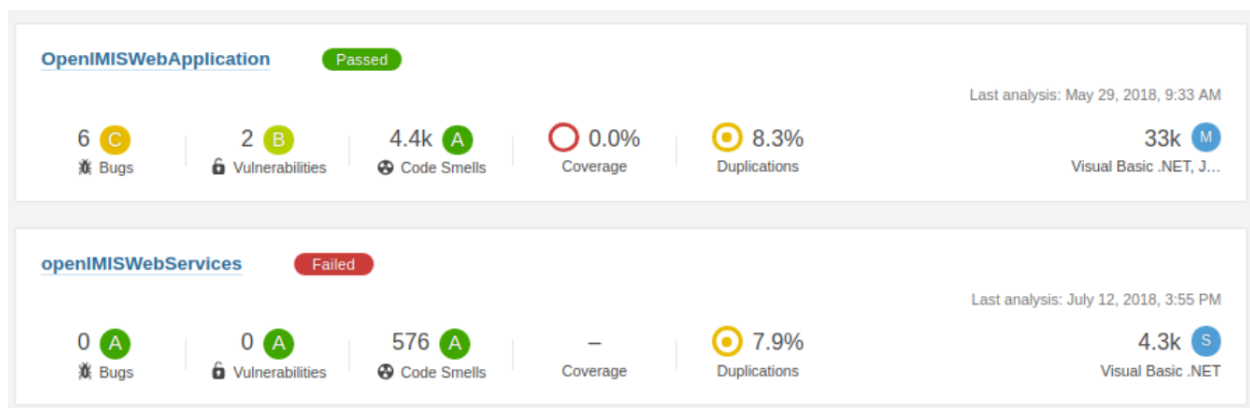 OpenIMISWebApplication Passed
Last analysis: May 29, 2018, 9:33 AM
6 C 2 B 4.4k A 0.0% 8.3% 33k M
Bugs Vulnerabilities Code Smells Coverage Duplications Visual Basic .NET, J...
openIMISWebServices Failed
Last analysis: July 12, 2018, 3:55 PM
0 A 0 A 576 A – 7.9% 4.3k S
Bugs Vulnerabilities Code Smells Coverage Duplications Visual Basic .NET